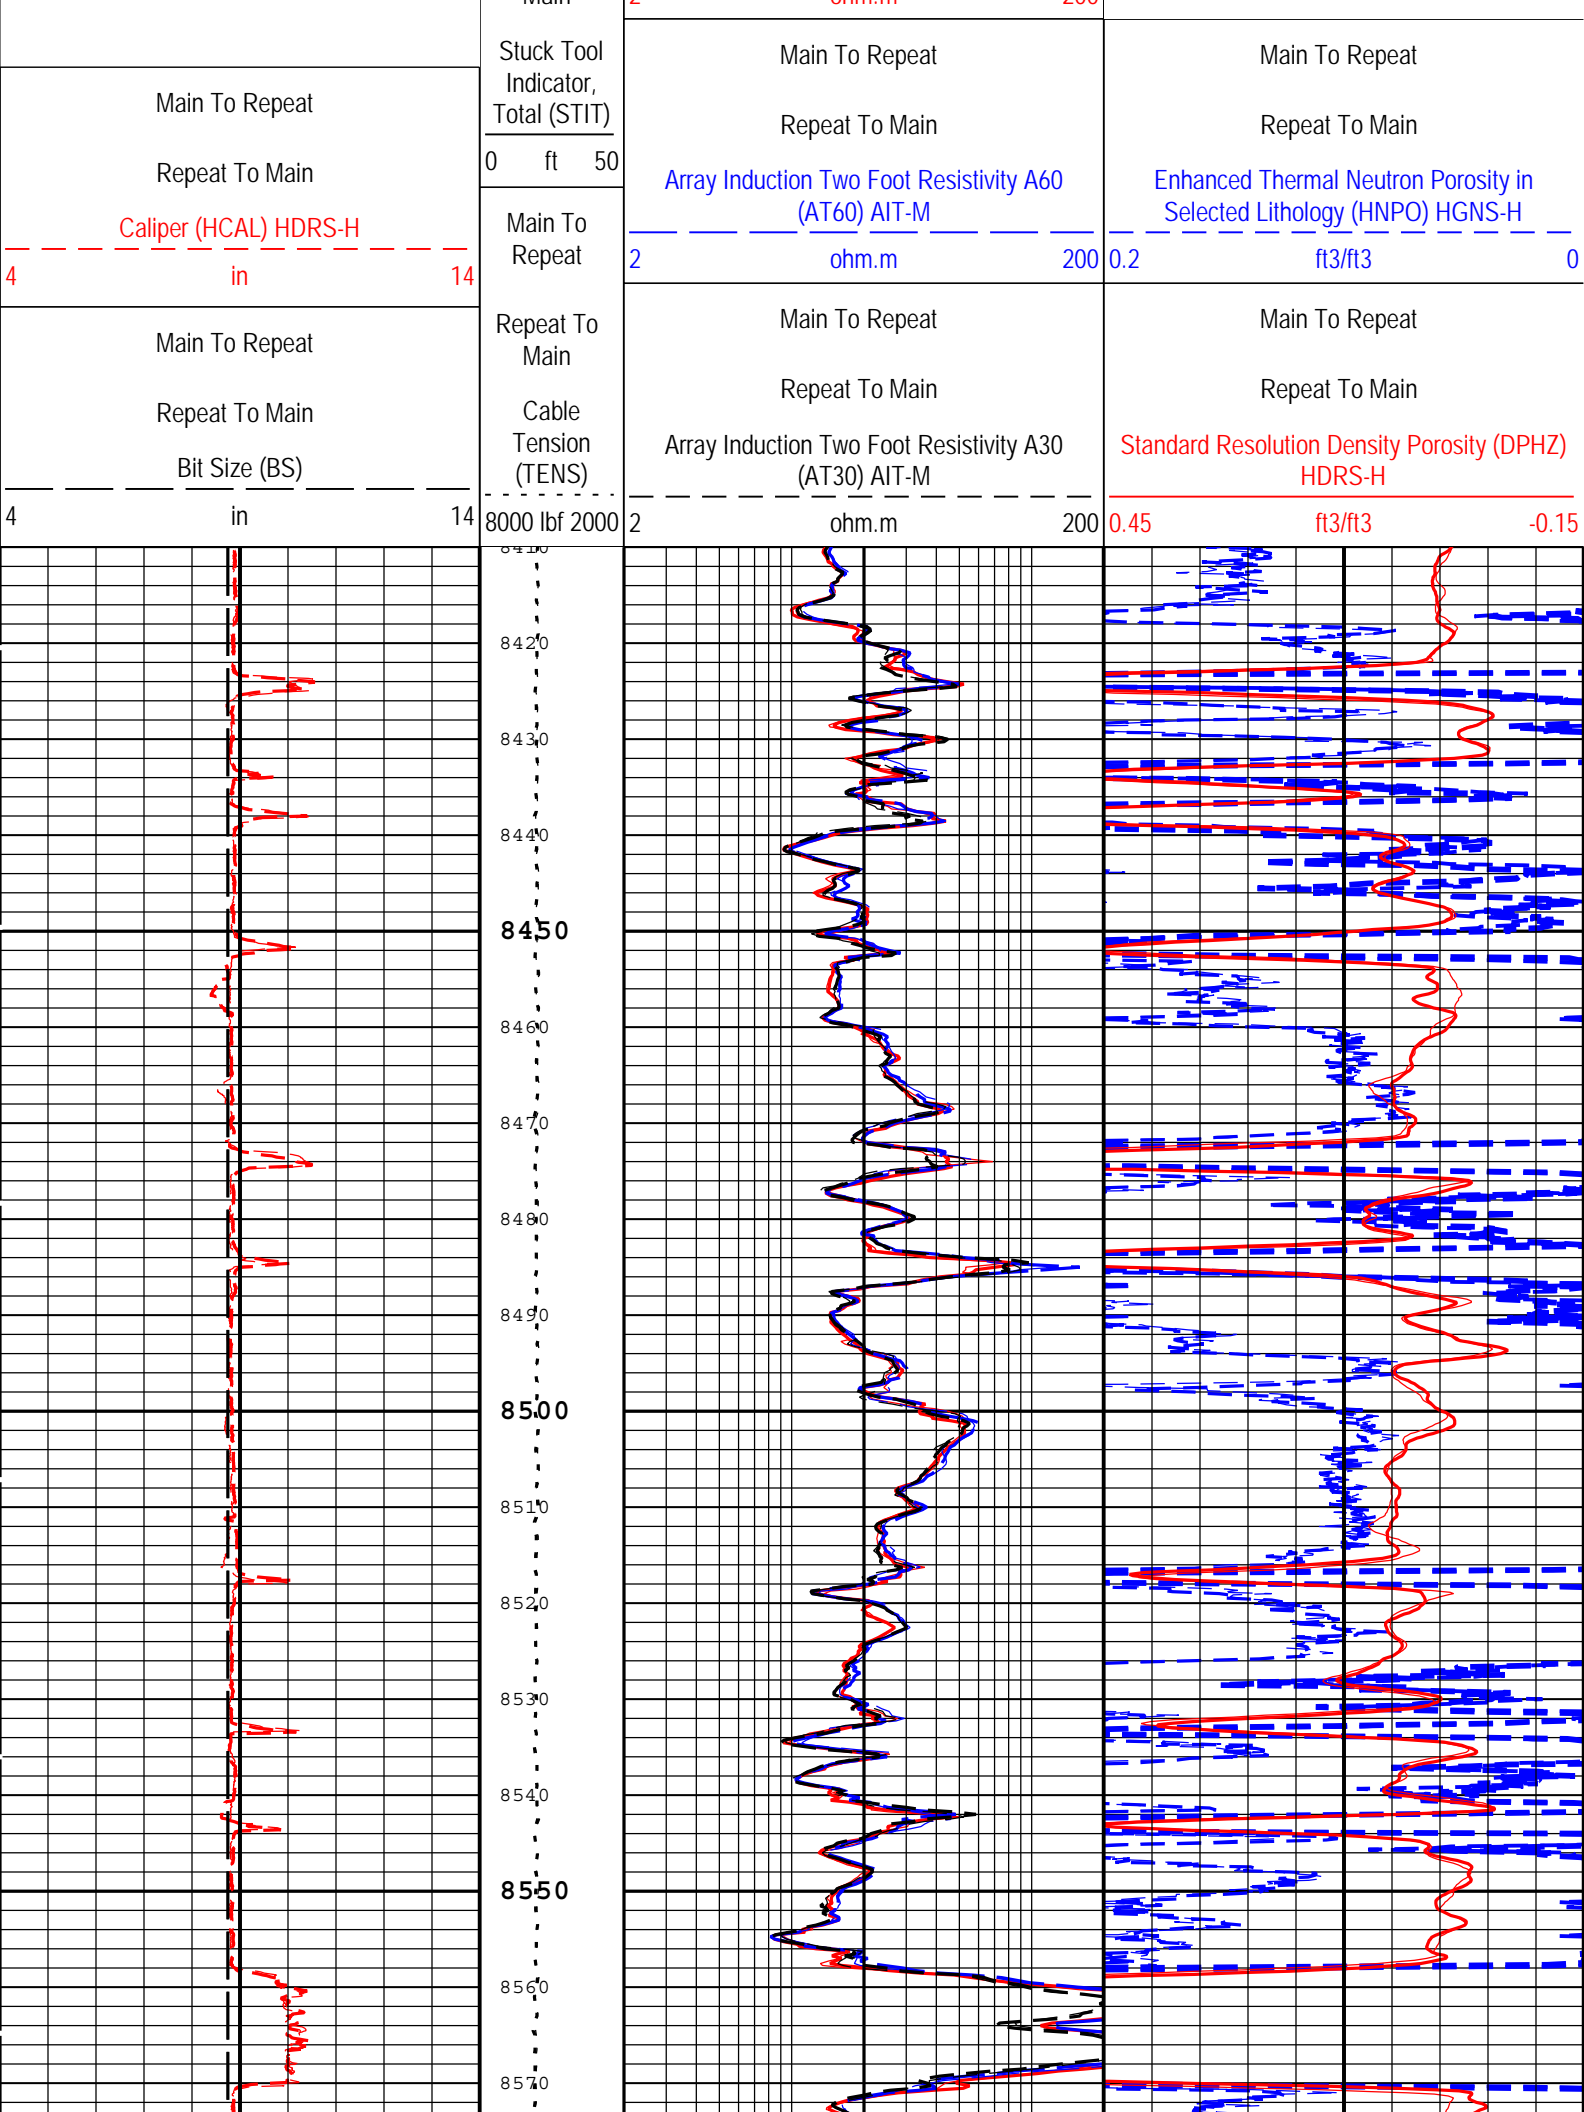 Main
2 ohm.m 200
Main To Repeat
Repeat To Main
Caliper (HCAL) HDRS-H
4 in 14
Main To Repeat
Repeat To Main
Bit Size (BS)
4 in 14
Stuck Tool
Indicator,
Total (STIT)
0 ft 50
Main To
Repeat
Repeat To
Main
Cable
Tension
(TENS)
8000 lbf 2000
Main To Repeat
Repeat To Main
Array Induction Two Foot Resistivity A60
(AT60) AIT-M
2 ohm.m 200
Main To Repeat
Repeat To Main
Array Induction Two Foot Resistivity A30
(AT30) AIT-M
2 ohm.m 200
Main To Repeat
Repeat To Main
Enhanced Thermal Neutron Porosity in
Selected Lithology (HNPO) HGNS-H
0.2 ft3/ft3 0
Main To Repeat
Repeat To Main
Standard Resolution Density Porosity (DPHZ)
HDRS-H
0.45 ft3/ft3 -0.15
8410
8420
8430
8440
8450
8460
8470
8480
8490
8500
8510
8520
8530
8540
8550
8560
8570